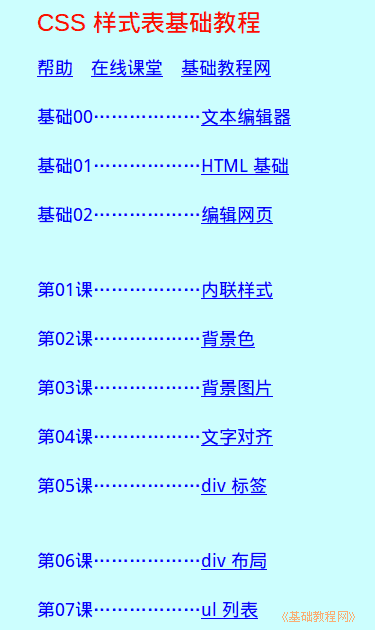 CSS 样式表基础教程
帮助 在线课堂 基础教程网
基础00………………文本编辑器
基础01………………HTML 基础
基础02………………编辑网页
第01课………………内联样式
第02课………………背景色
第03课………………背景图片
第04课………………文字对齐
第05课………………div 标签
第06课………………div 布局
第07课………………ul 列表
《基础教程网》